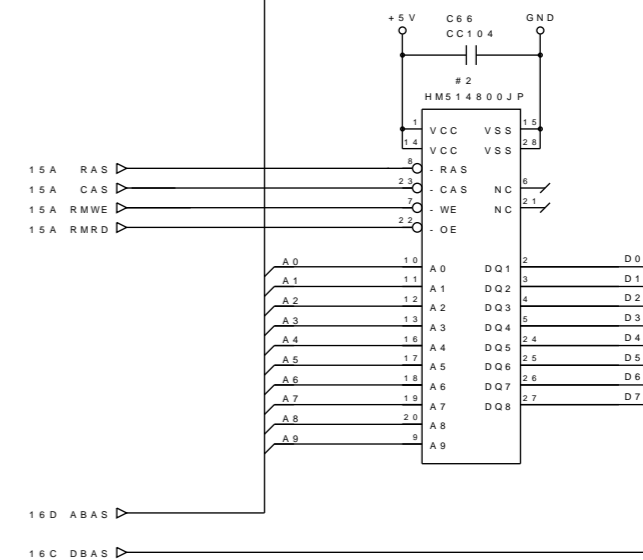 +5V C66 GND
CC104
#2
HM514800JP
1 VCC VSS 15
14 VCC VSS 28
15A RAS 8 -RAS
15A CAS 23 -CAS NC 6
15A RMWE 7 -WE NC 21
15A RMRD 22 -OE
A0 10 A0 DQ1 2 D0
A1 11 A1 DQ2 3 D1
A2 12 A2 DQ3 4 D2
A3 13 A3 DQ4 5 D3
A4 16 A4 DQ5 24 D4
A5 17 A5 DQ6 25 D5
A6 18 A6 DQ7 26 D6
A7 19 A7 DQ8 27 D7
A8 20 A8
A9 9 A9
16D ABAS
16C DBAS